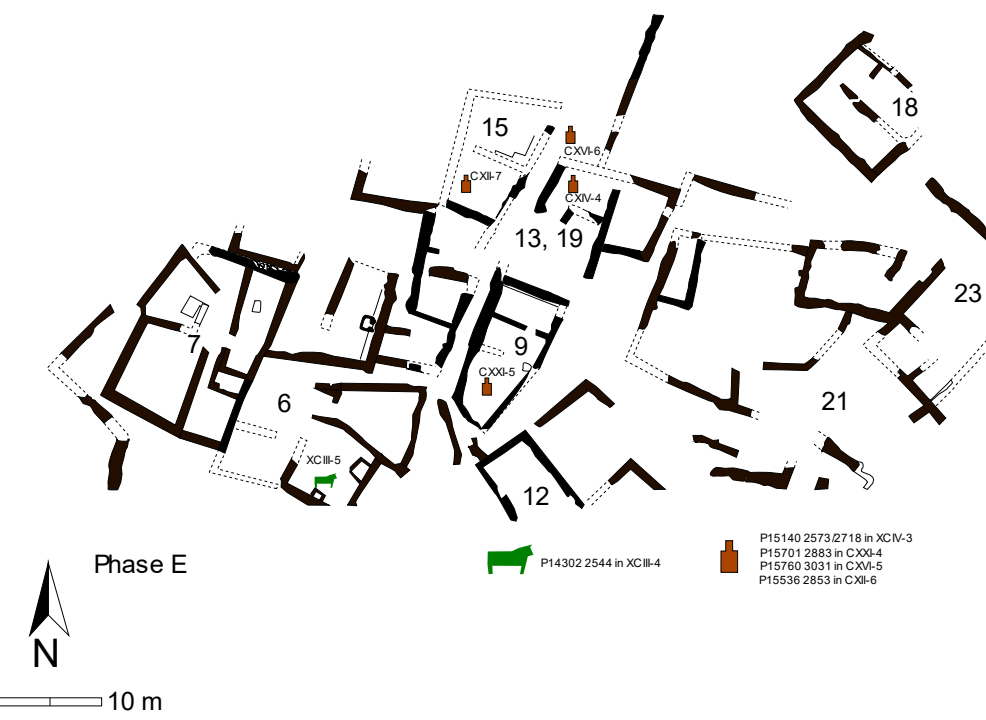 18
15
CXVI-6
CXII-7
CXIV-4
13, 19
23
7
9
CXXI-5
6
21
XCIII-5
12
P15140 2573/2718 in XCIV-3
P15701 2883 in CXXI-4
P15760 3031 in CXVI-5
P15536 2853 in CXII-6
P14302 2544 in XCIII-4
Phase E
N
10 m